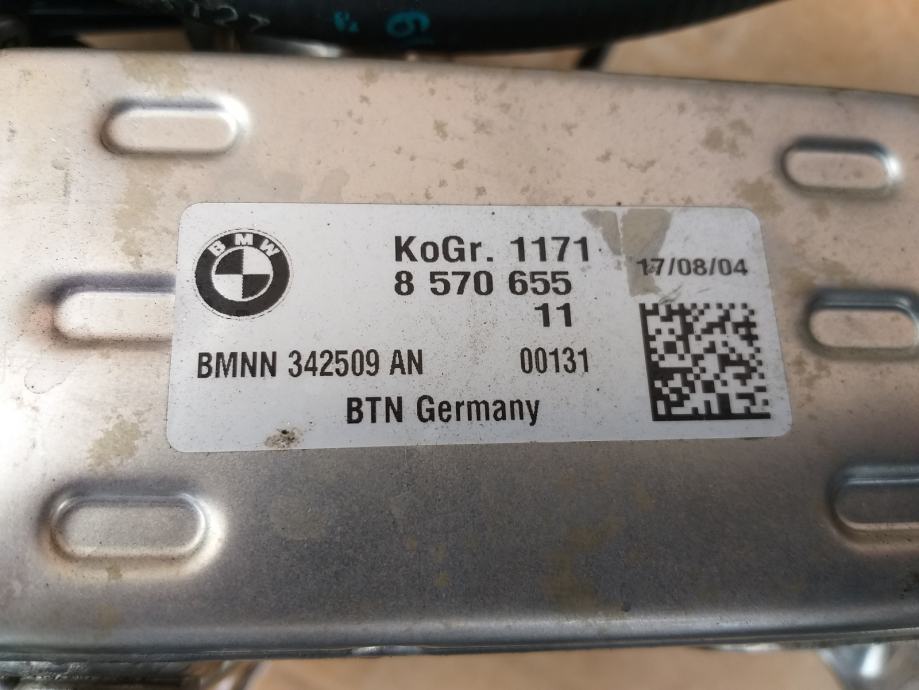 BMW
KoGr. 1171
17/08/04
8 570 655
11
BMNN 342509 AN 00131
BTN Germany